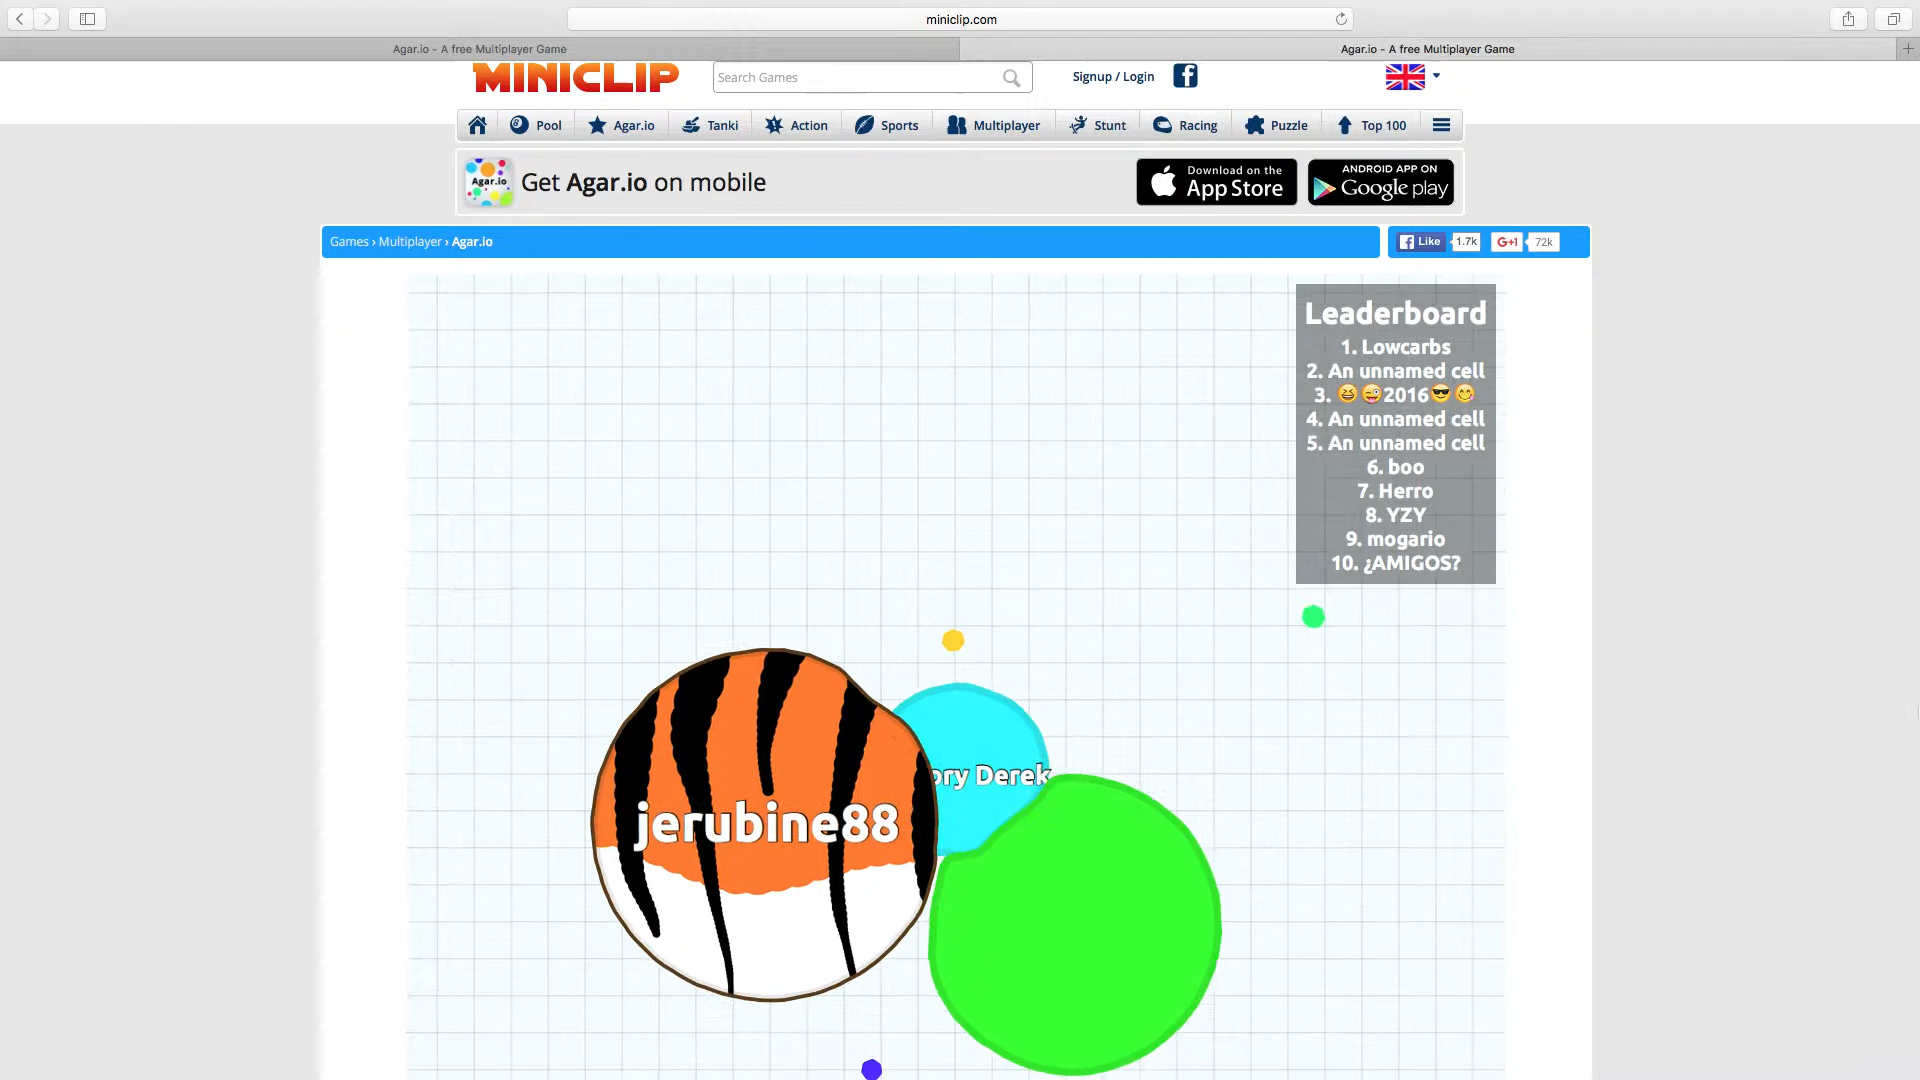 miniclip.com
Agar.io - A free Multiplayer Game
Agar.io - A free Multiplayer Game
MINICLIP
Search Games
Signup / Login
Pool
Agar.io
Tanki
Action
Sports
Multiplayer
Stunt
Racing
Puzzle
Top 100
Agar.io
Get Agar.io on mobile
Download on the
App Store
ANDROID APP ON
Google play
Games › Multiplayer › Agar.io
Like
1.7k
G+1
72k
Leaderboard
1. Lowcarbs
2. An unnamed cell
3. 😆😜2016😎😋
4. An unnamed cell
5. An unnamed cell
6. boo
7. Herro
8. YZY
9. mogario
10. ¿AMIGOS?
Derek
jerubine88